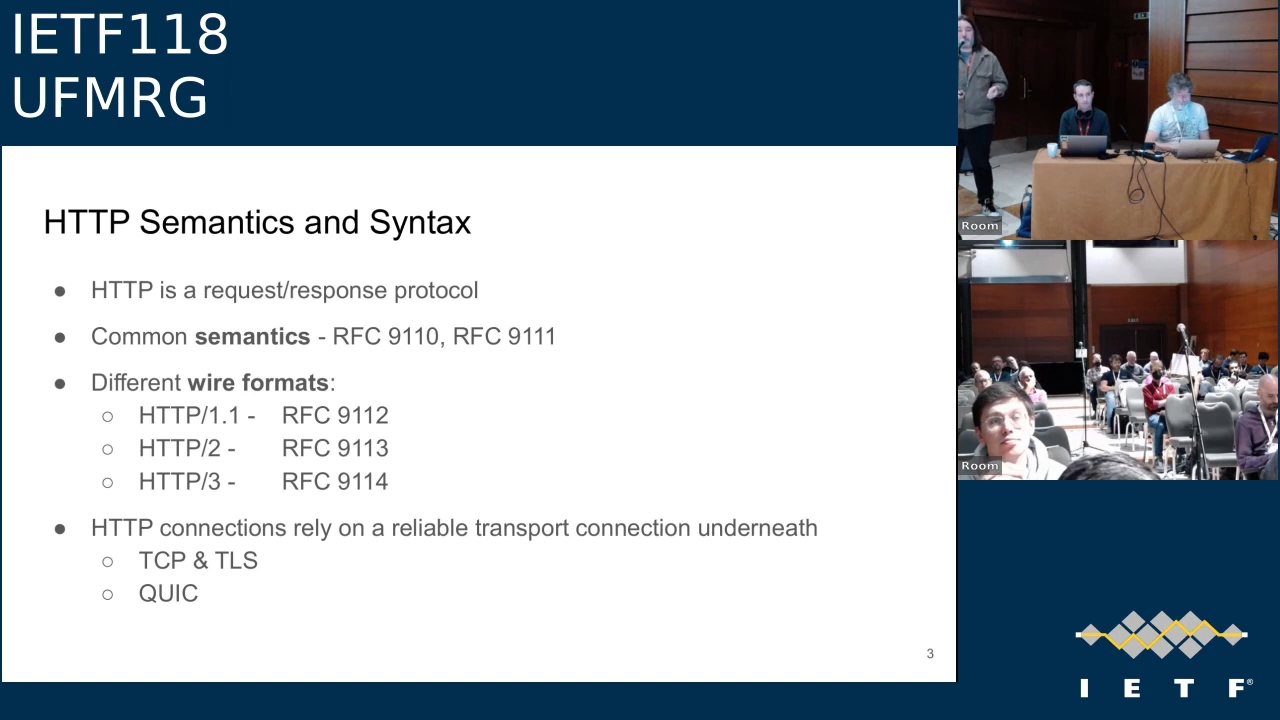 IETF118
UFMRG
HTTP Semantics and Syntax
● HTTP is a request/response protocol
● Common semantics - RFC 9110, RFC 9111
● Different wire formats:
○ HTTP/1.1 - RFC 9112
○ HTTP/2 - RFC 9113
○ HTTP/3 - RFC 9114
● HTTP connections rely on a reliable transport connection underneath
○ TCP & TLS
○ QUIC
3
Room
Room
I E T F®